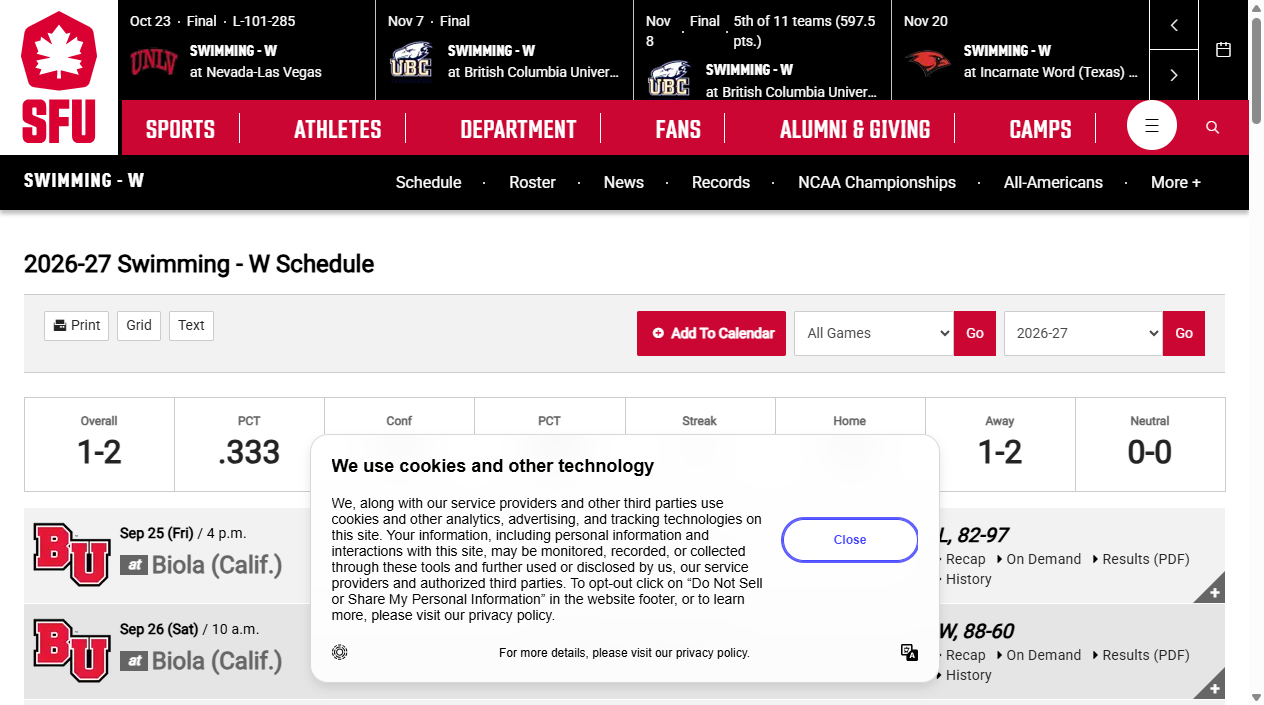 SFU
Oct 23 · Final · L-101-285
UNLV
SWIMMING - W
at Nevada-Las Vegas
Nov 7 · Final
UBC
SWIMMING - W
at British Columbia Univer...
Nov 8 · Final · 5th of 11 teams (597.5 pts.)
UBC
SWIMMING - W
at British Columbia Univer...
Nov 20
SWIMMING - W
at Incarnate Word (Texas) ...
SPORTS
ATHLETES
DEPARTMENT
FANS
ALUMNI & GIVING
CAMPS
SWIMMING - W
Schedule · Roster · News · Records · NCAA Championships · All-Americans · More +
2026-27 Swimming - W Schedule
Print
Grid
Text
Add To Calendar
All Games
Go
2026-27
Go
Overall
1-2
PCT
.333
Conf
PCT
Streak
Home
Away
1-2
Neutral
0-0
BU
Sep 25 (Fri) / 4 p.m.
at Biola (Calif.)
L, 82-97
Recap
On Demand
Results (PDF)
History
BU
Sep 26 (Sat) / 10 a.m.
at Biola (Calif.)
W, 88-60
Recap
On Demand
Results (PDF)
History
We use cookies and other technology
We, along with our service providers and other third parties use
cookies and other analytics, advertising, and tracking technologies on
this site. Your information, including personal information and
interactions with this site, may be monitored, recorded, or collected
through these tools and further used or disclosed by us, our service
providers and authorized third parties. To opt-out click on “Do Not Sell
or Share My Personal Information” in the website footer, or to learn
more, please visit our privacy policy.
Close
For more details, please visit our privacy policy.